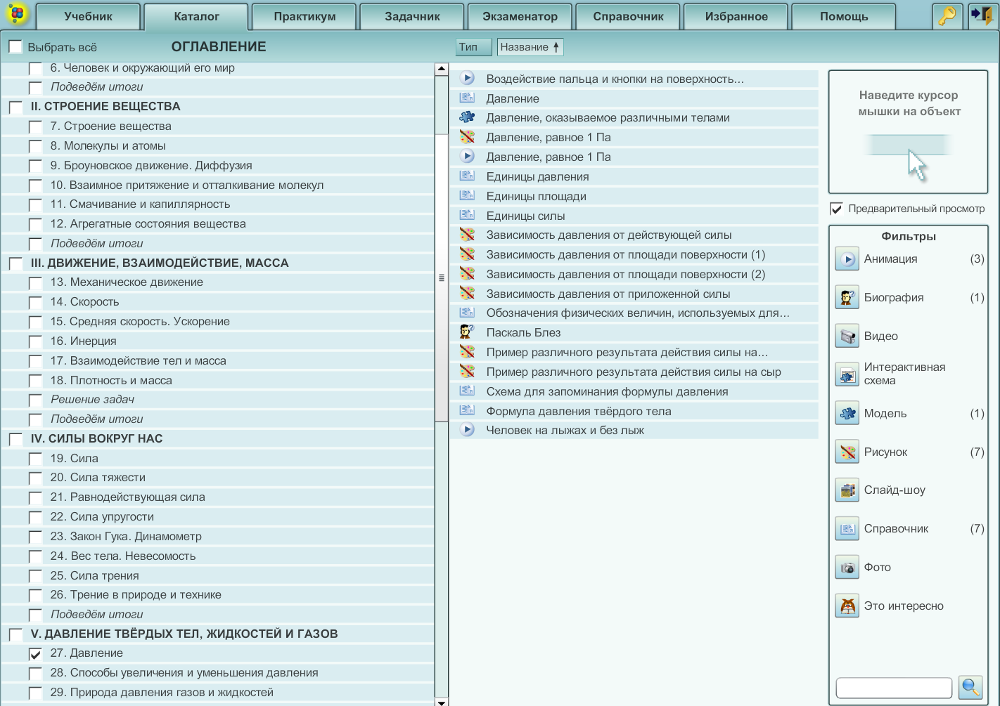 Учебник
Каталог
Практикум
Задачник
Экзаменатор
Справочник
Избранное
Помощь
Выбрать всё
ОГЛАВЛЕНИЕ
Тип
Название
6. Человек и окружающий его мир
Подведём итоги
II. СТРОЕНИЕ ВЕЩЕСТВА
7. Строение вещества
8. Молекулы и атомы
9. Броуновское движение. Диффузия
10. Взаимное притяжение и отталкивание молекул
11. Смачивание и капиллярность
12. Агрегатные состояния вещества
Подведём итоги
III. ДВИЖЕНИЕ, ВЗАИМОДЕЙСТВИЕ, МАССА
13. Механическое движение
14. Скорость
15. Средняя скорость. Ускорение
16. Инерция
17. Взаимодействие тел и масса
18. Плотность и масса
Решение задач
Подведём итоги
IV. СИЛЫ ВОКРУГ НАС
19. Сила
20. Сила тяжести
21. Равнодействующая сила
22. Сила упругости
23. Закон Гука. Динамометр
24. Вес тела. Невесомость
25. Сила трения
26. Трение в природе и технике
Подведём итоги
V. ДАВЛЕНИЕ ТВЁРДЫХ ТЕЛ, ЖИДКОСТЕЙ И ГАЗОВ
27. Давление
28. Способы увеличения и уменьшения давления
29. Природа давления газов и жидкостей
Воздействие пальца и кнопки на поверхность...
Давление
Давление, оказываемое различными телами
Давление, равное 1 Па
Давление, равное 1 Па
Единицы давления
Единицы площади
Единицы силы
Зависимость давления от действующей силы
Зависимость давления от площади поверхности (1)
Зависимость давления от площади поверхности (2)
Зависимость давления от приложенной силы
Обозначения физических величин, используемых для...
Паскаль Блез
Пример различного результата действия силы на...
Пример различного результата действия силы на сыр
Схема для запоминания формулы давления
Формула давления твёрдого тела
Человек на лыжах и без лыж
Наведите курсор
мышки на объект
Предварительный просмотр
Фильтры
Анимация (3)
Биография (1)
Видео
Интерактивная
схема
Модель (1)
Рисунок (7)
Слайд-шоу
Справочник (7)
Фото
Это интересно